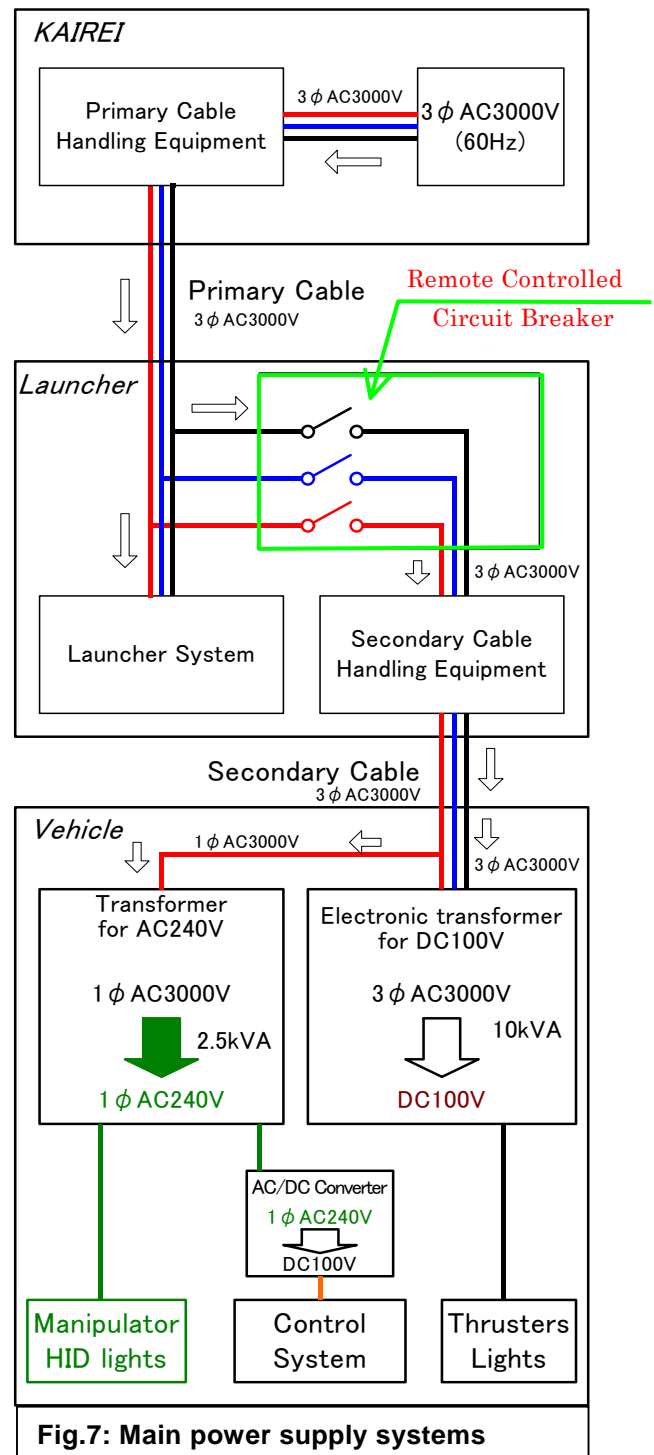 KAIREI
Primary Cable
Handling Equipment
3φAC3000V
3φAC3000V
(60Hz)
Primary Cable
3φAC3000V
Remote Controlled
Circuit Breaker
Launcher
3φAC3000V
Launcher System
Secondary Cable
Handling Equipment
Secondary Cable
3φAC3000V
Vehicle
1φAC3000V
3φAC3000V
Transformer
for AC240V
1φAC3000V
2.5kVA
1φAC240V
Electronic transformer
for DC100V
3φAC3000V
10kVA
DC100V
AC/DC Converter
1φAC240V
DC100V
Manipulator
HID lights
Control
System
Thrusters
Lights
Fig.7: Main power supply systems